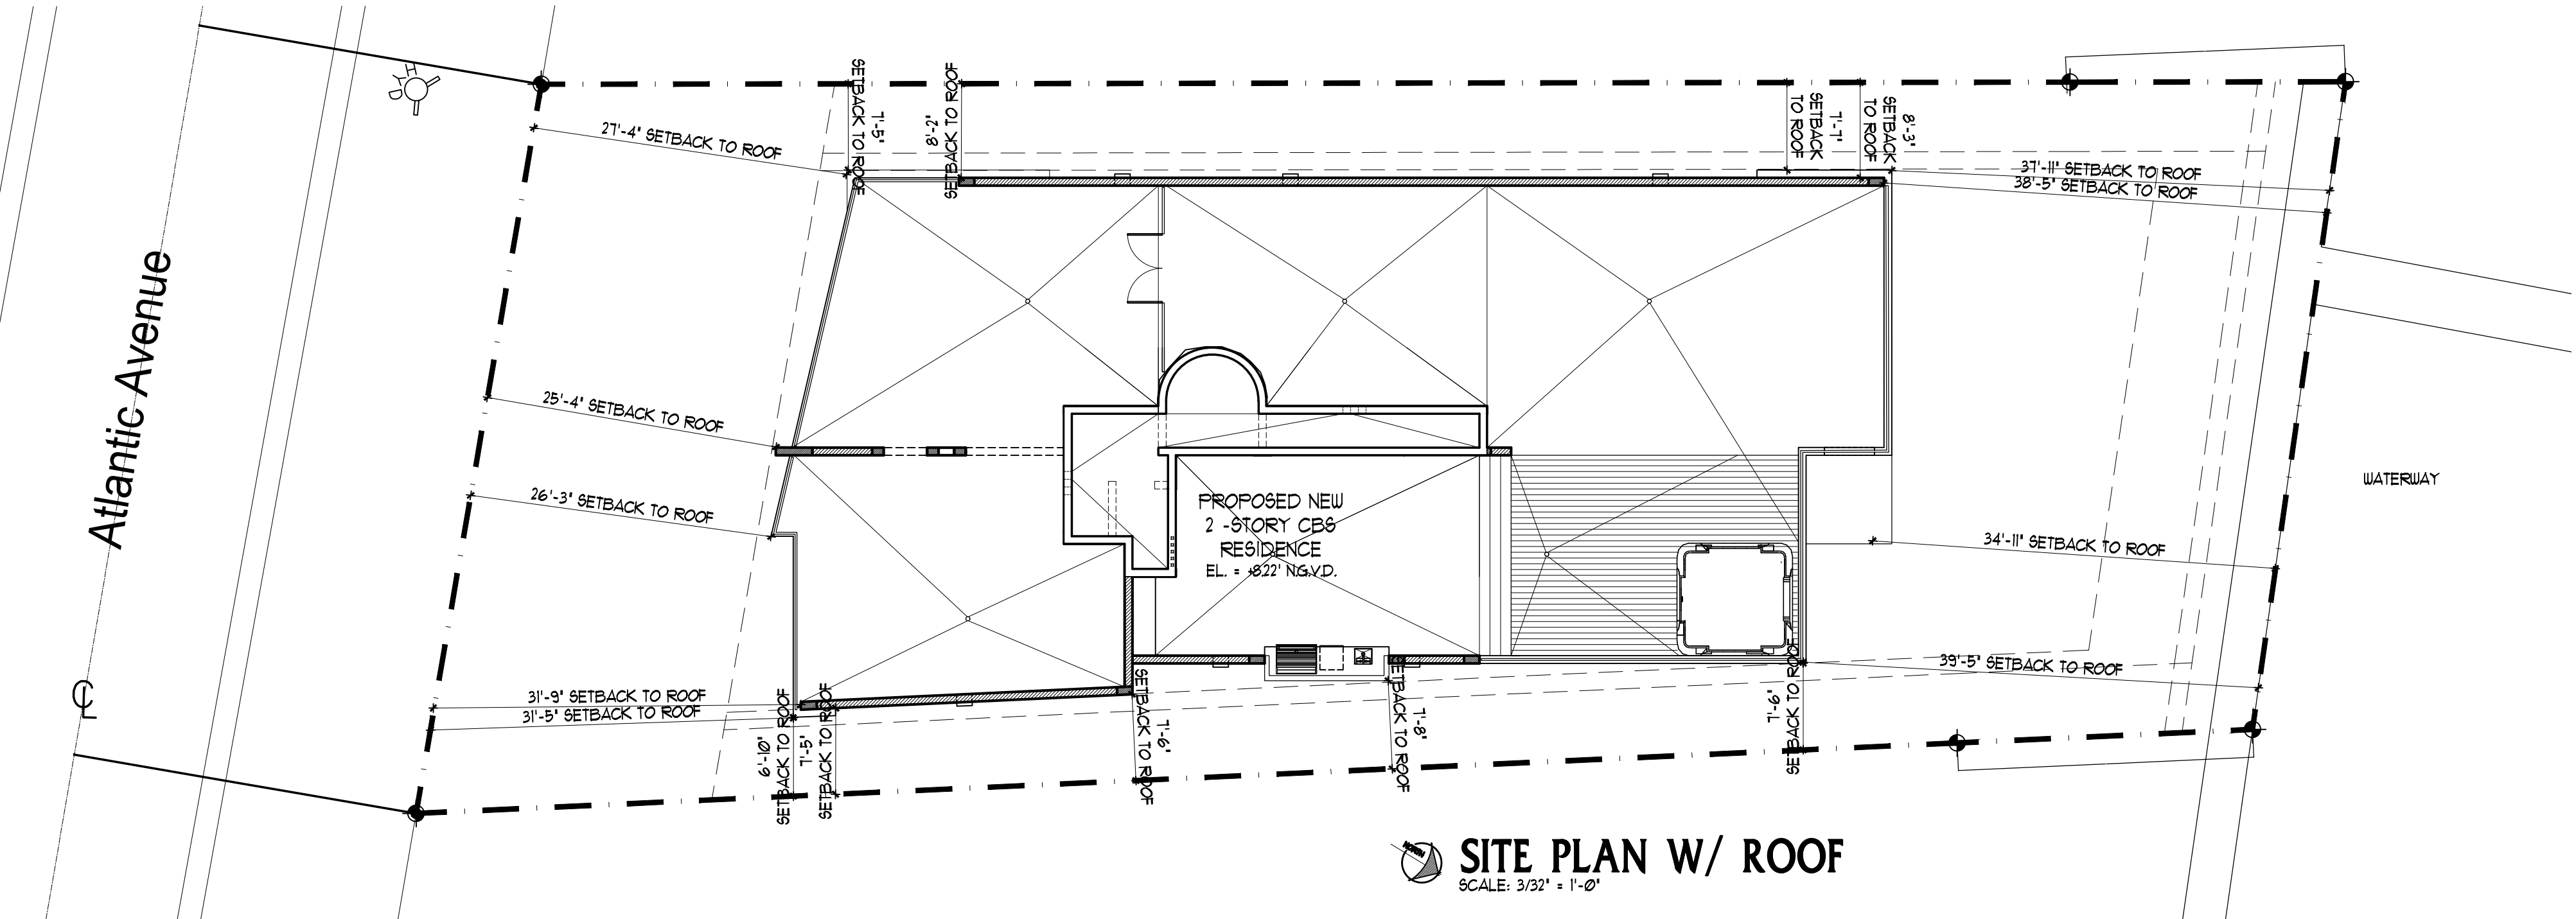 HYD
SETBACK TO ROOF
7'-5"
8'-2"
SETBACK TO ROOF
SETBACK
TO ROOF
7'-7"
SETBACK
TO ROOF
8'-3"
27'-4" SETBACK TO ROOF
37'-11" SETBACK TO ROOF
38'-5" SETBACK TO ROOF
Atlantic Avenue
25'-4" SETBACK TO ROOF
26'-3" SETBACK TO ROOF
PROPOSED NEW
2 -STORY CBS
RESIDENCE
EL. = +8.22' N.G.V.D.
WATERWAY
34'-11" SETBACK TO ROOF
39'-5" SETBACK TO ROOF
31'-9" SETBACK TO ROOF
31'-5" SETBACK TO ROOF
CL
6'-10"
SETBACK TO ROOF
7'-5"
SETBACK TO ROOF
SETBACK TO ROOF
7'-6"
SETBACK TO ROOF
7'-8"
7'-6"
SETBACK TO ROOF
NORTH
SITE PLAN W/ ROOF
SCALE: 3/32" = 1'-0"